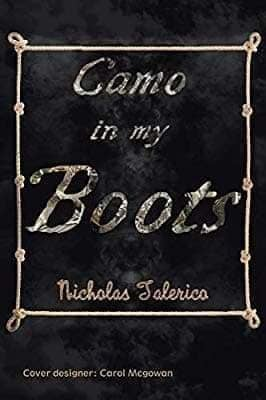 Camo
in my
Boots
Nicholas Talerico
Cover designer: Carol Mcgowan